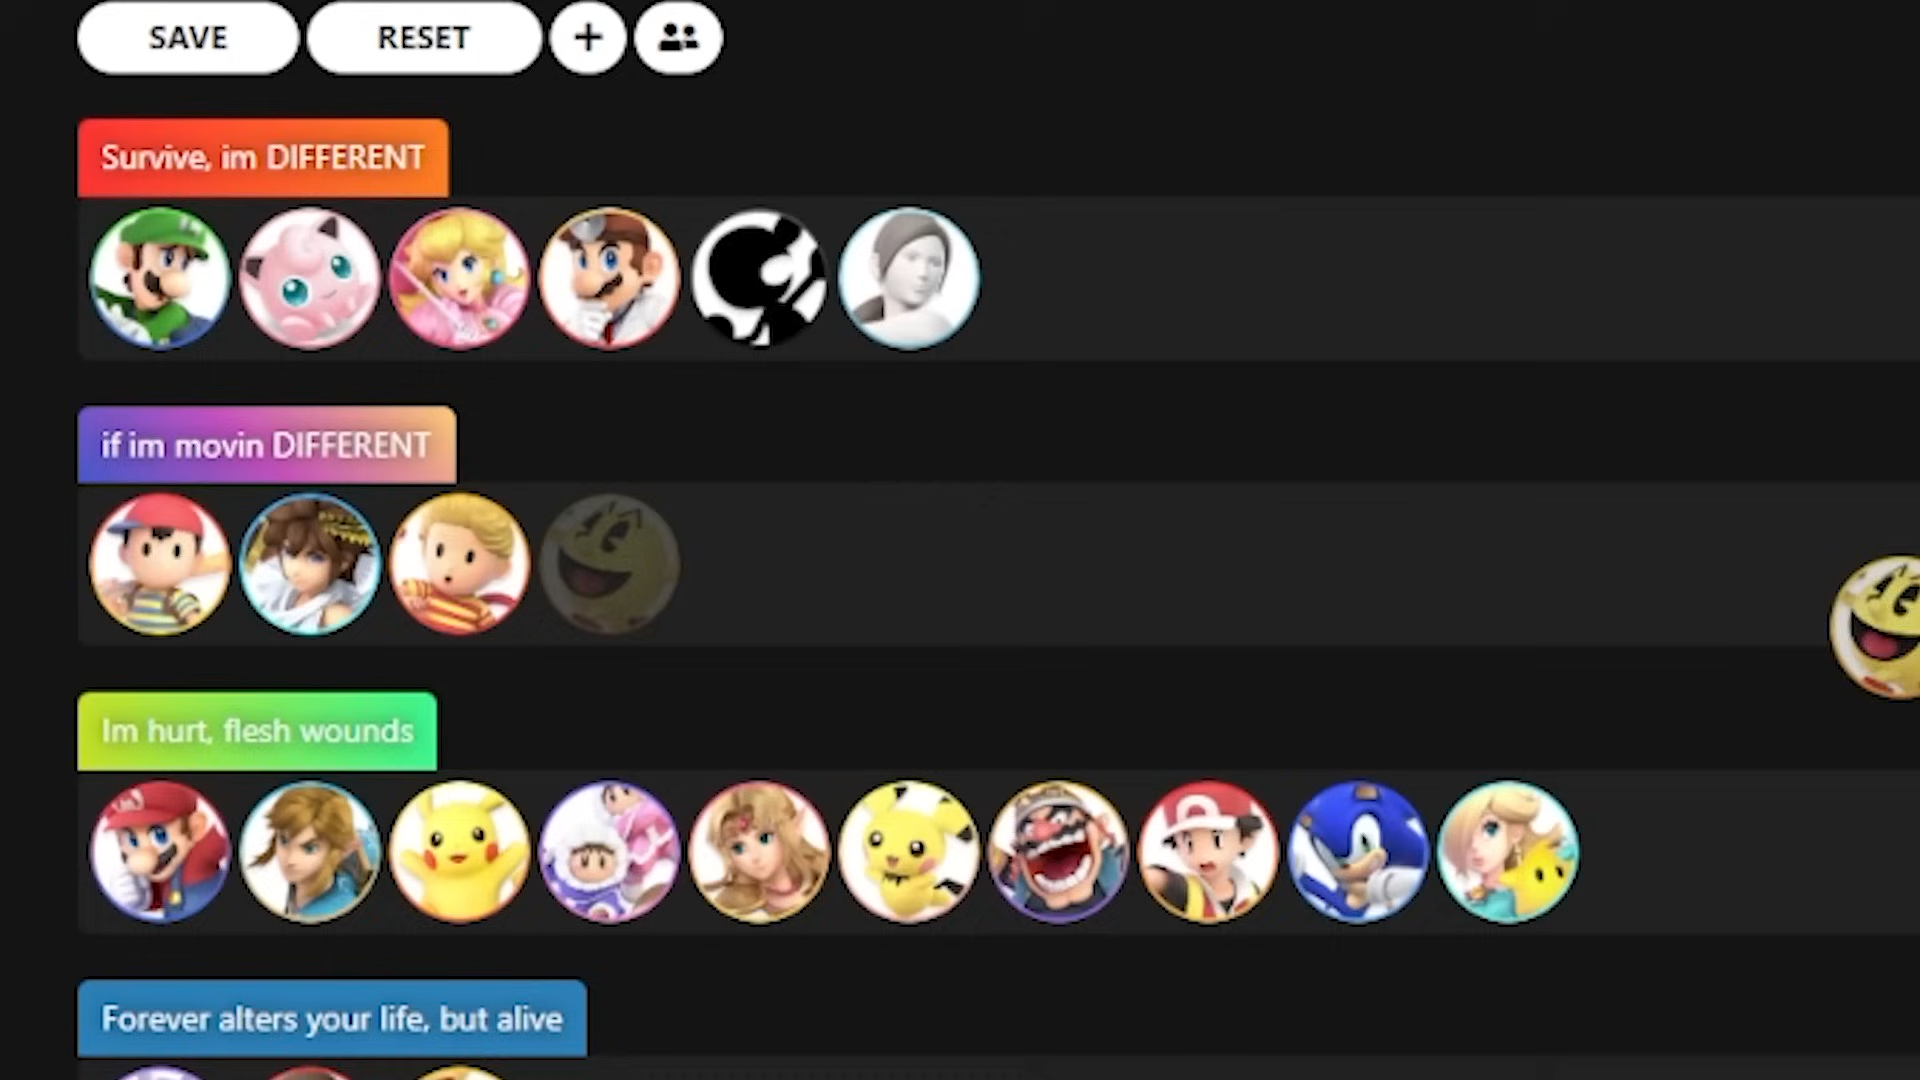 SAVE
RESET
+
Survive, im DIFFERENT
if im movin DIFFERENT
Im hurt, flesh wounds
Forever alters your life, but alive